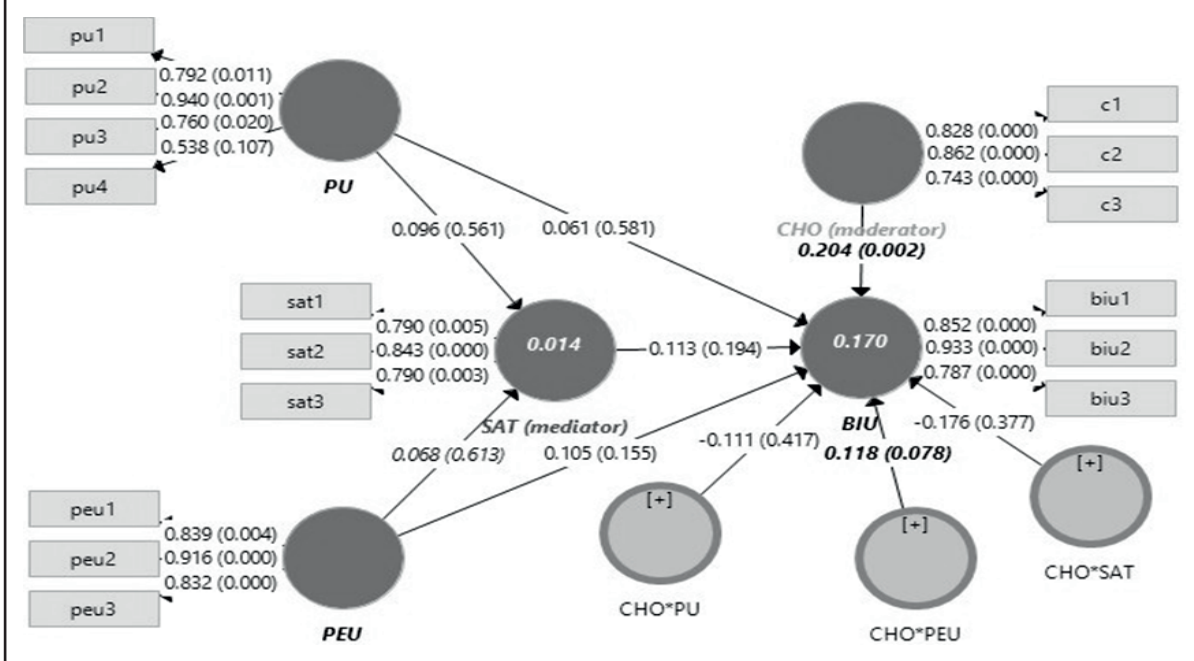 pu1
pu2
pu3
pu4
0.792 (0.011)
0.940 (0.001)
0.760 (0.020)
0.538 (0.107)
PU
c1
c2
c3
0.828 (0.000)
0.862 (0.000)
0.743 (0.000)
CHO (moderator)
0.204 (0.002)
0.096 (0.561)
0.061 (0.581)
sat1
sat2
sat3
0.790 (0.005)
0.843 (0.000)
0.790 (0.003)
0.014
SAT (mediator)
0.113 (0.194)
0.170
BIU
0.852 (0.000)
0.933 (0.000)
0.787 (0.000)
biu1
biu2
biu3
0.068 (0.613)
0.105 (0.155)
-0.111 (0.417)
0.118 (0.078)
-0.176 (0.377)
peu1
peu2
peu3
0.839 (0.004)
0.916 (0.000)
0.832 (0.000)
PEU
[+]
CHO*PU
[+]
CHO*PEU
[+]
CHO*SAT